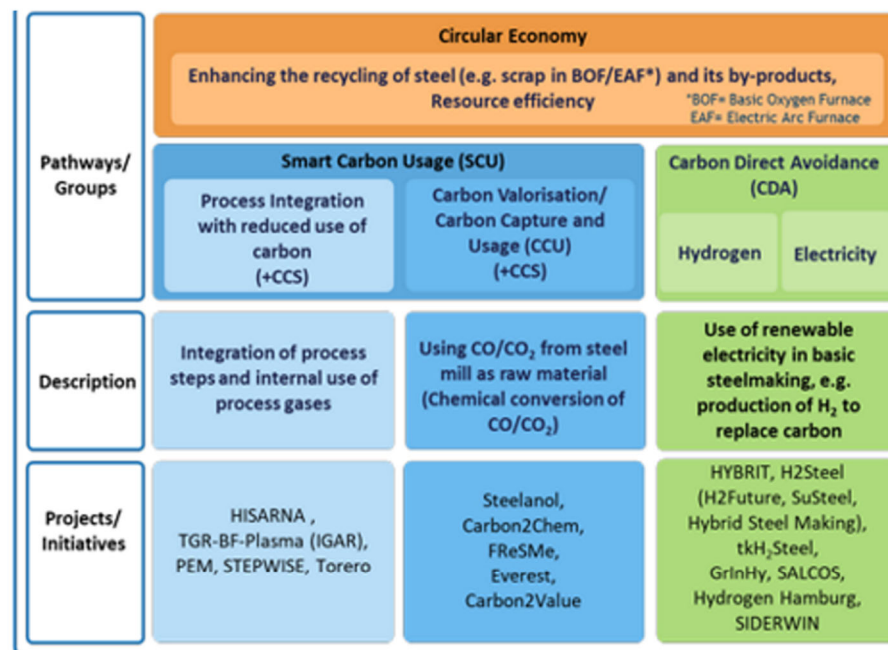 Circular Economy
Enhancing the recycling of steel (e.g. scrap in BOF/EAF*) and its by-products,
Resource efficiency
*BOF= Basic Oxygen Furnace
EAF= Electric Arc Furnace
Pathways/
Groups
Smart Carbon Usage (SCU)
Process Integration
with reduced use of
carbon
(+CCS)
Carbon Valorisation/
Carbon Capture and
Usage (CCU)
(+CCS)
Carbon Direct Avoidance
(CDA)
Hydrogen
Electricity
Description
Integration of process
steps and internal use of
process gases
Using CO/CO₂ from steel
mill as raw material
(Chemical conversion of
CO/CO₂)
Use of renewable
electricity in basic
steelmaking, e.g.
production of H₂ to
replace carbon
Projects/
Initiatives
HISARNA ,
TGR-BF-Plasma (IGAR),
PEM, STEPWISE, Torero
Steelanol,
Carbon2Chem,
FReSMe,
Everest,
Carbon2Value
HYBRIT, H2Steel
(H2Future, SuSteel,
Hybrid Steel Making),
tkH₂Steel,
GrInHy, SALCOS,
Hydrogen Hamburg,
SIDERWIN